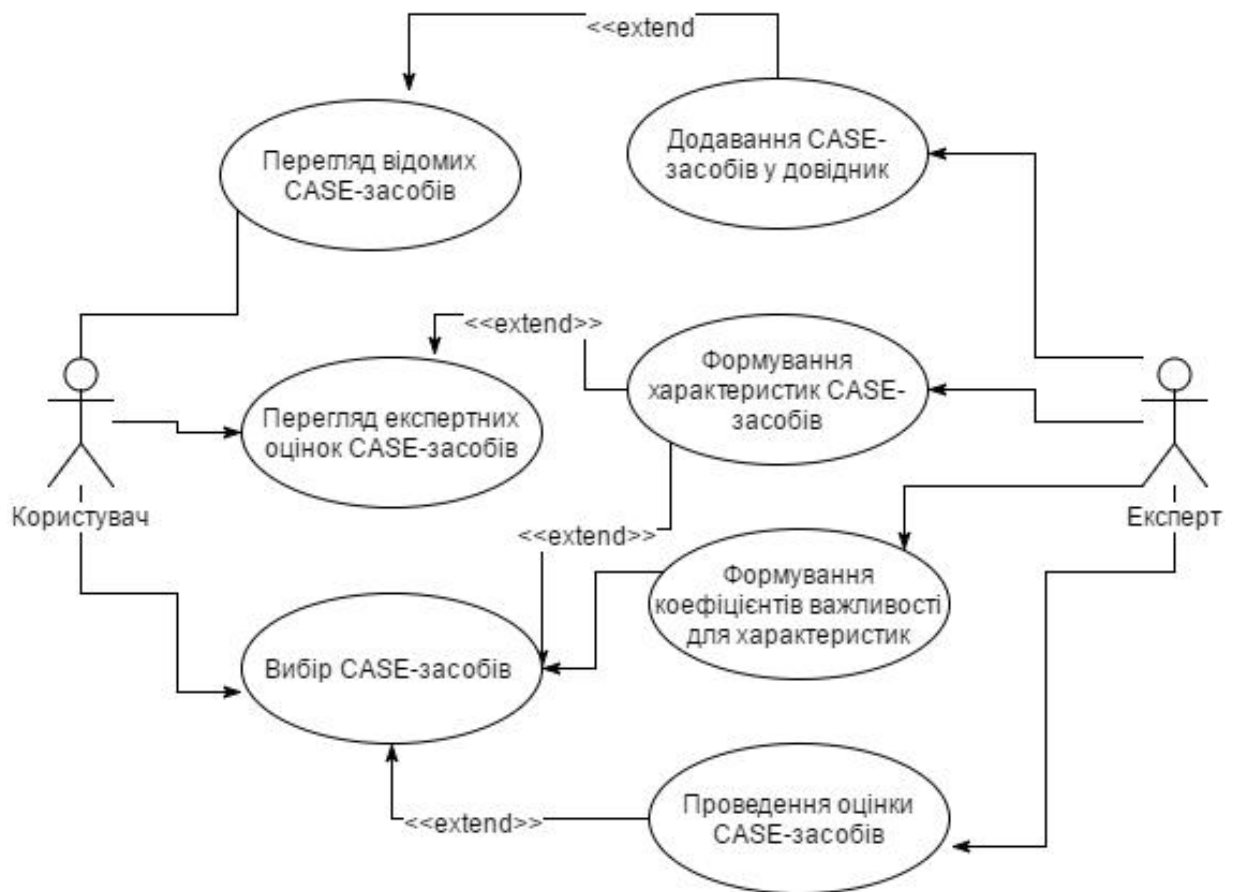 <<extend
Перегляд відомих
CASE-засобів
Додавання CASE-
засобів у довідник
<<extend>>
Формування
характеристик CASE-
засобів
Перегляд експертних
оцінок CASE-засобів
Користувач
Експерт
<<extend>>
Формування
коефіцієнтів важливості
для характеристик
Вибір CASE-засобів
Проведення оцінки
CASE-засобів
<<extend>>